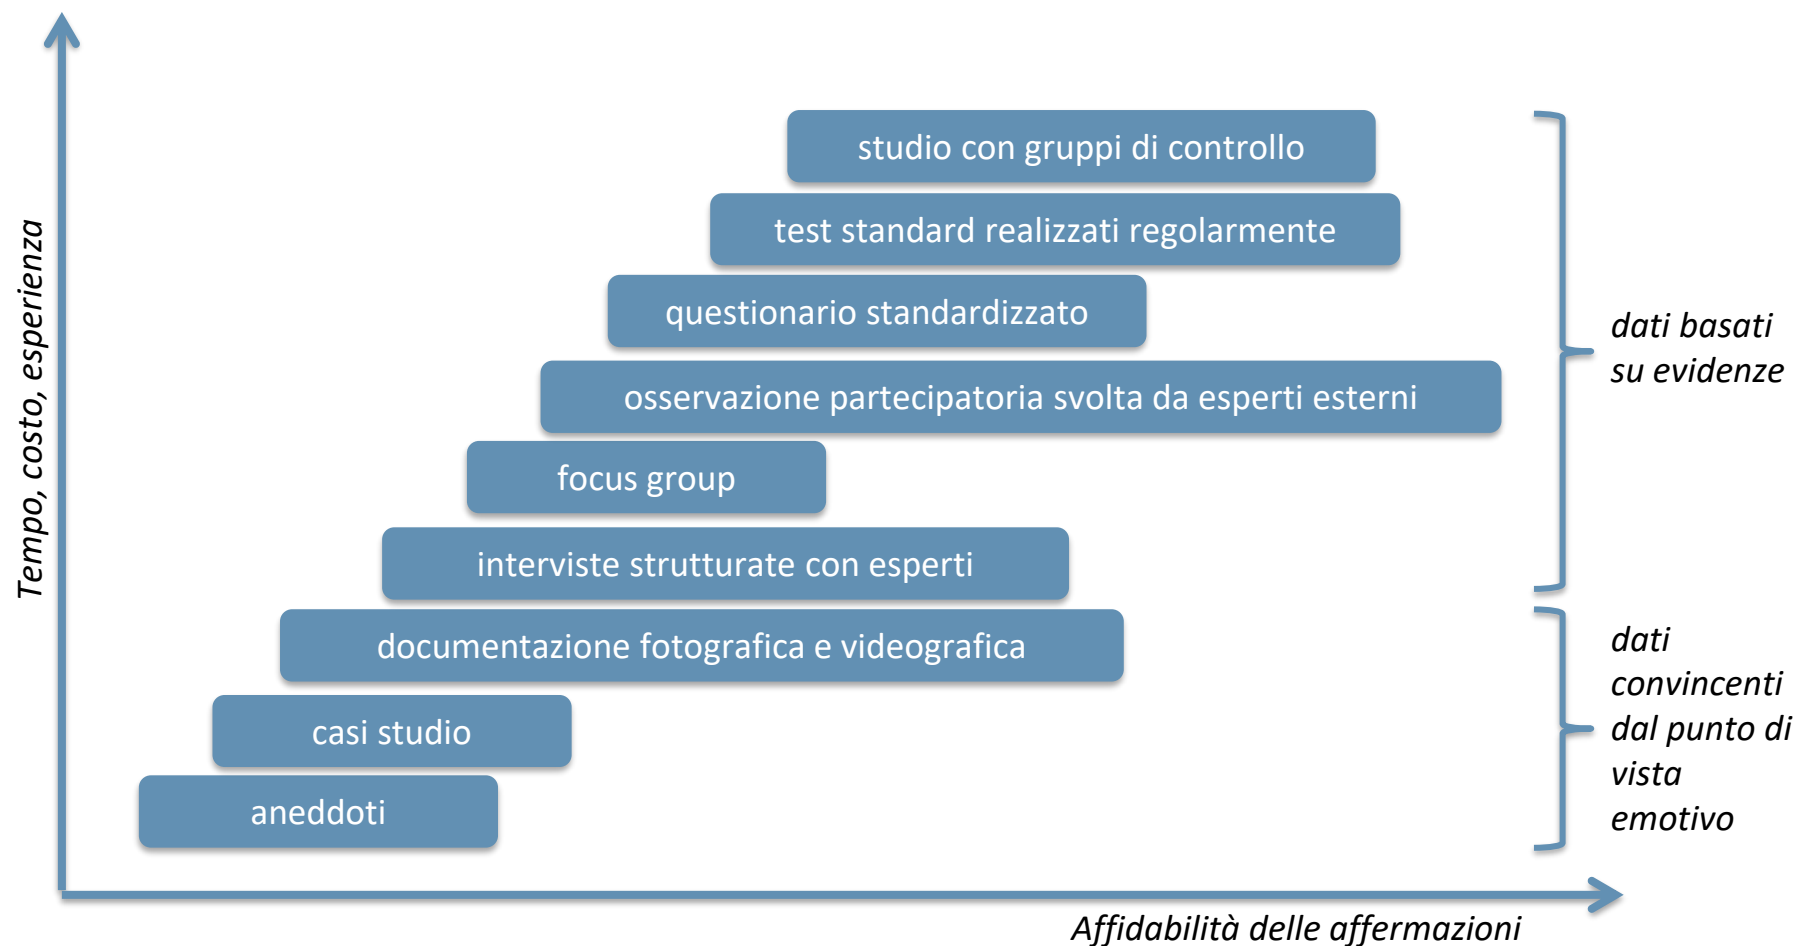 Tempo, costo, esperienza
studio con gruppi di controllo
test standard realizzati regolarmente
questionario standardizzato
osservazione partecipatoria svolta da esperti esterni
focus group
interviste strutturate con esperti
documentazione fotografica e videografica
casi studio
aneddoti
dati basati
su evidenze
dati
convincenti
dal punto di
vista
emotivo
Affidabilità delle affermazioni